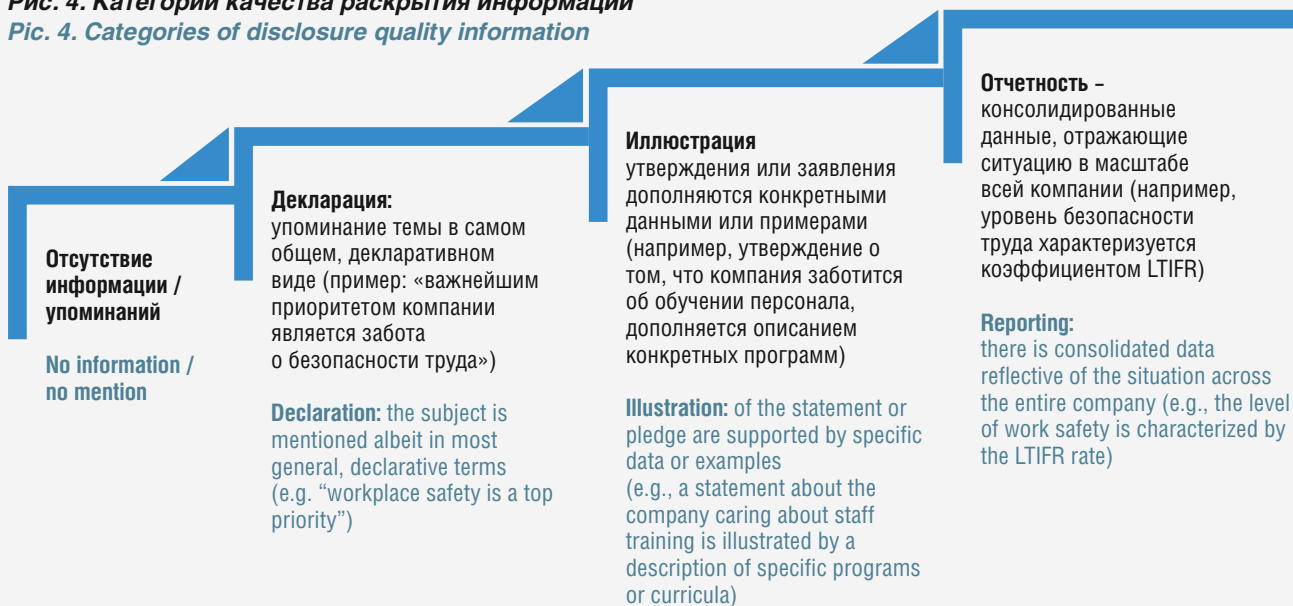 Рис. 4. Категории качества раскрытия информации
Pic. 4. Categories of disclosure quality information
Отсутствие
информации /
упоминаний
No information /
no mention
Декларация:
упоминание темы в самом
общем, декларативном
виде (пример: «важнейшим
приоритетом компании
является забота
о безопасности труда»)
Declaration: the subject is
mentioned albeit in most
general, declarative terms
(e.g. “workplace safety is a top
priority”)
Иллюстрация
утверждения или заявления
дополняются конкретными
данными или примерами
(например, утверждение о
том, что компания заботится
об обучении персонала,
дополняется описанием
конкретных программ)
Illustration: of the statement or
pledge are supported by specific
data or examples
(e.g., a statement about the
company caring about staff
training is illustrated by a
description of specific programs
or curricula)
Отчетность –
консолидированные
данные, отражающие
ситуацию в масштабе
всей компании (например,
уровень безопасности
труда характеризуется
коэффициентом LTIFR)
Reporting:
there is consolidated data
reflective of the situation across
the entire company (e.g., the level
of work safety is characterized by
the LTIFR rate)